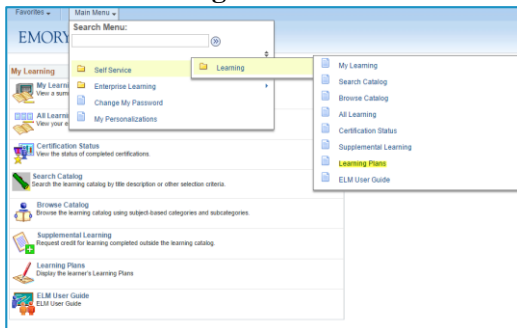 Favorites
Main Menu
EMORY
Search Menu:
My Learning
Self Service
Learning
My Learning
Search Catalog
Browse Catalog
All Learning
Certification Status
Supplemental Learning
Learning Plans
ELM User Guide
Enterprise Learning
Change My Password
My Personalizations
My Learni
View a sum
All Learni
View your
Certification Status
View the status of completed certifications.
Search Catalog
Search the learning catalog by title description or other selection criteria.
Browse Catalog
Browse the learning catalog using subject-based categories and subcategories.
Supplemental Learning
Request credit for learning completed outside the learning catalog.
Learning Plans
Display the learner's Learning Plans
ELM User Guide
ELM User Guide